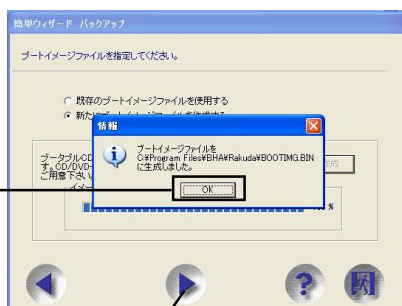 簡単ウィザード バックアップ
ブートイメージファイルを指定してください。
既存のブートイメージファイルを使用する
新たにブートイメージファイルを作成する
情報
ブートイメージファイルを
C:¥Program Files¥BHA¥Rakuda¥BOOTIMG.BIN
に生成しました。
OK
ブータブルCD
す。CD/DVD-
ご用意下さい
イメー
%